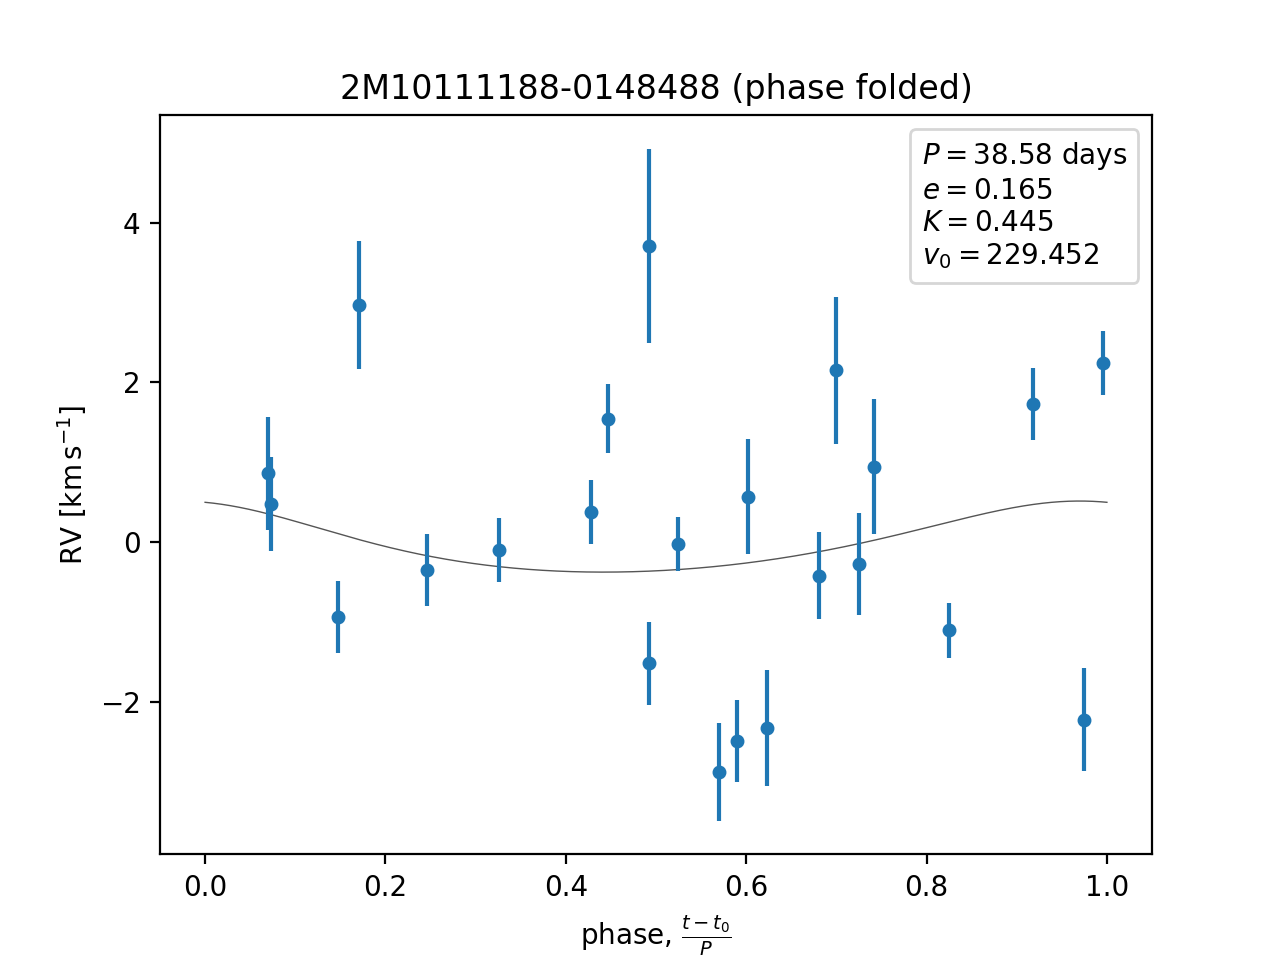 2M10111188-0148488 (phase folded)
P = 38.58 days
e = 0.165
K = 0.445
v₀ = 229.452
RV [km s⁻¹]
4
2
0
−2
0.0 0.2 0.4 0.6 0.8 1.0
phase, (t − t₀)/P